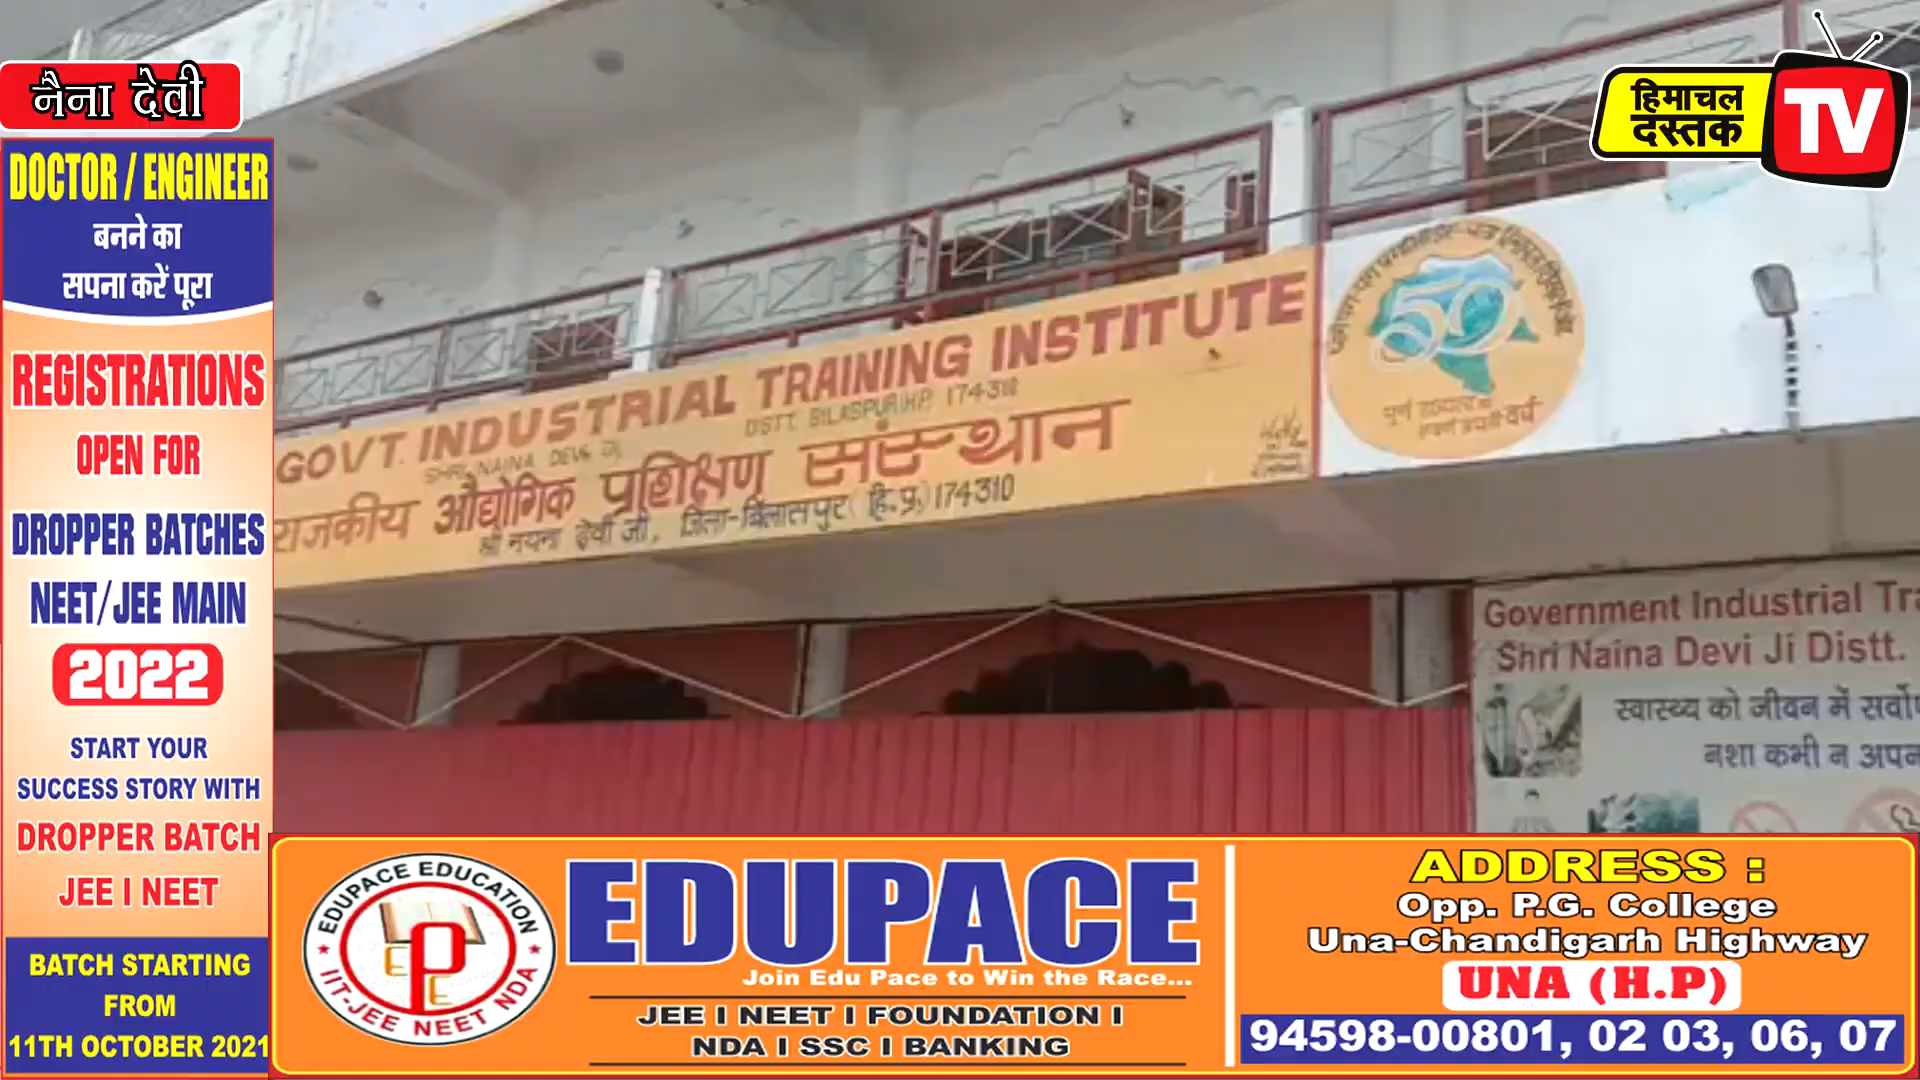 नैना देवी
हिमाचल
दस्तक
TV
DOCTOR / ENGINEER
बनने का
सपना करें पूरा
REGISTRATIONS
OPEN FOR
DROPPER BATCHES
NEET/JEE MAIN
2022
START YOUR
SUCCESS STORY WITH
DROPPER BATCH
JEE I NEET
BATCH STARTING
FROM
11TH OCTOBER 2021
GOVT. INDUSTRIAL TRAINING INSTITUTE
SHRI NAINA DEVI JI, DISTT. BILASPUR(H.P.) 174310
राजकीय औद्योगिक प्रशिक्षण संस्थान
श्री नयना देवी जी, जिला-बिलासपुर (हि.प्र.) 174310
50
पूर्ण राज्यत्व
वर्ष
Government Industrial Tra
Shri Naina Devi Ji Distt.
स्वास्थ्य को जीवन में सर्वो
नशा कभी न अपन
EDUPACE EDUCATION
IIT-JEE NEET NDA
EPE
EDUPACE
Join Edu Pace to Win the Race...
JEE I NEET I FOUNDATION I
NDA I SSC I BANKING
ADDRESS :
Opp. P.G. College
Una-Chandigarh Highway
UNA (H.P)
94598-00801, 02 03, 06, 07